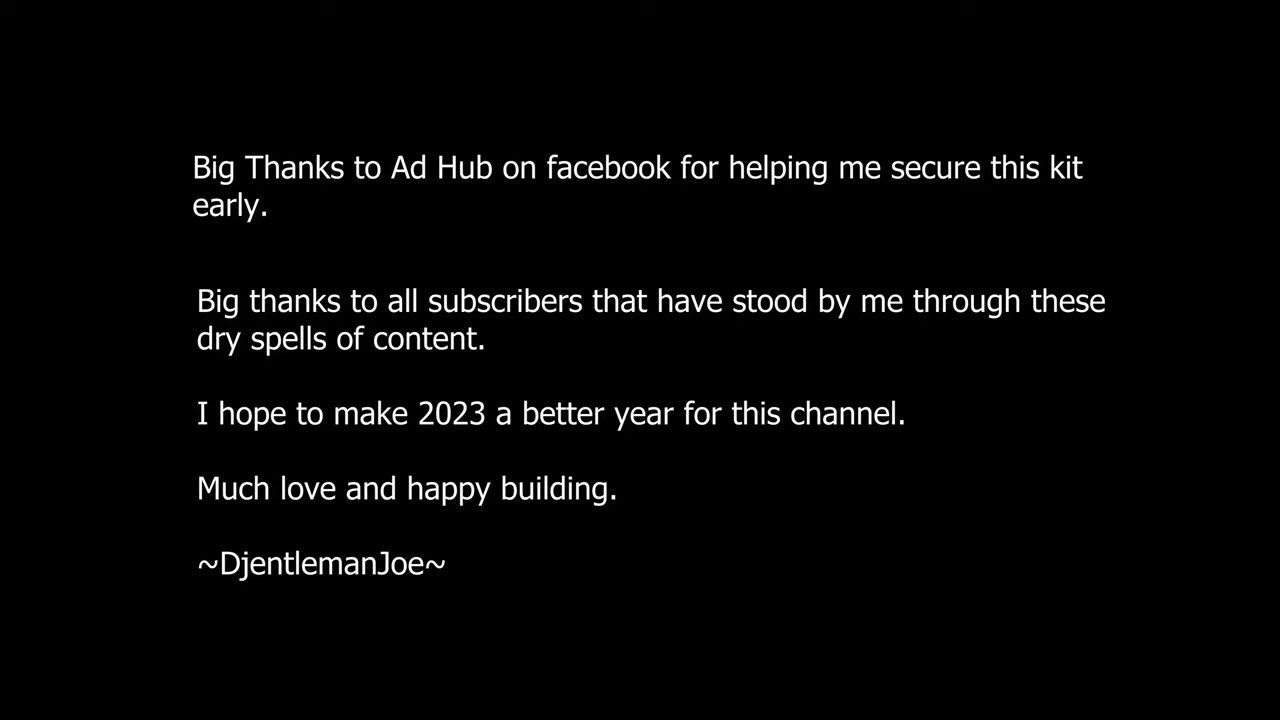 Big Thanks to Ad Hub on facebook for helping me secure this kit
early.
Big thanks to all subscribers that have stood by me through these
dry spells of content.
I hope to make 2023 a better year for this channel.
Much love and happy building.
~DjentlemanJoe~